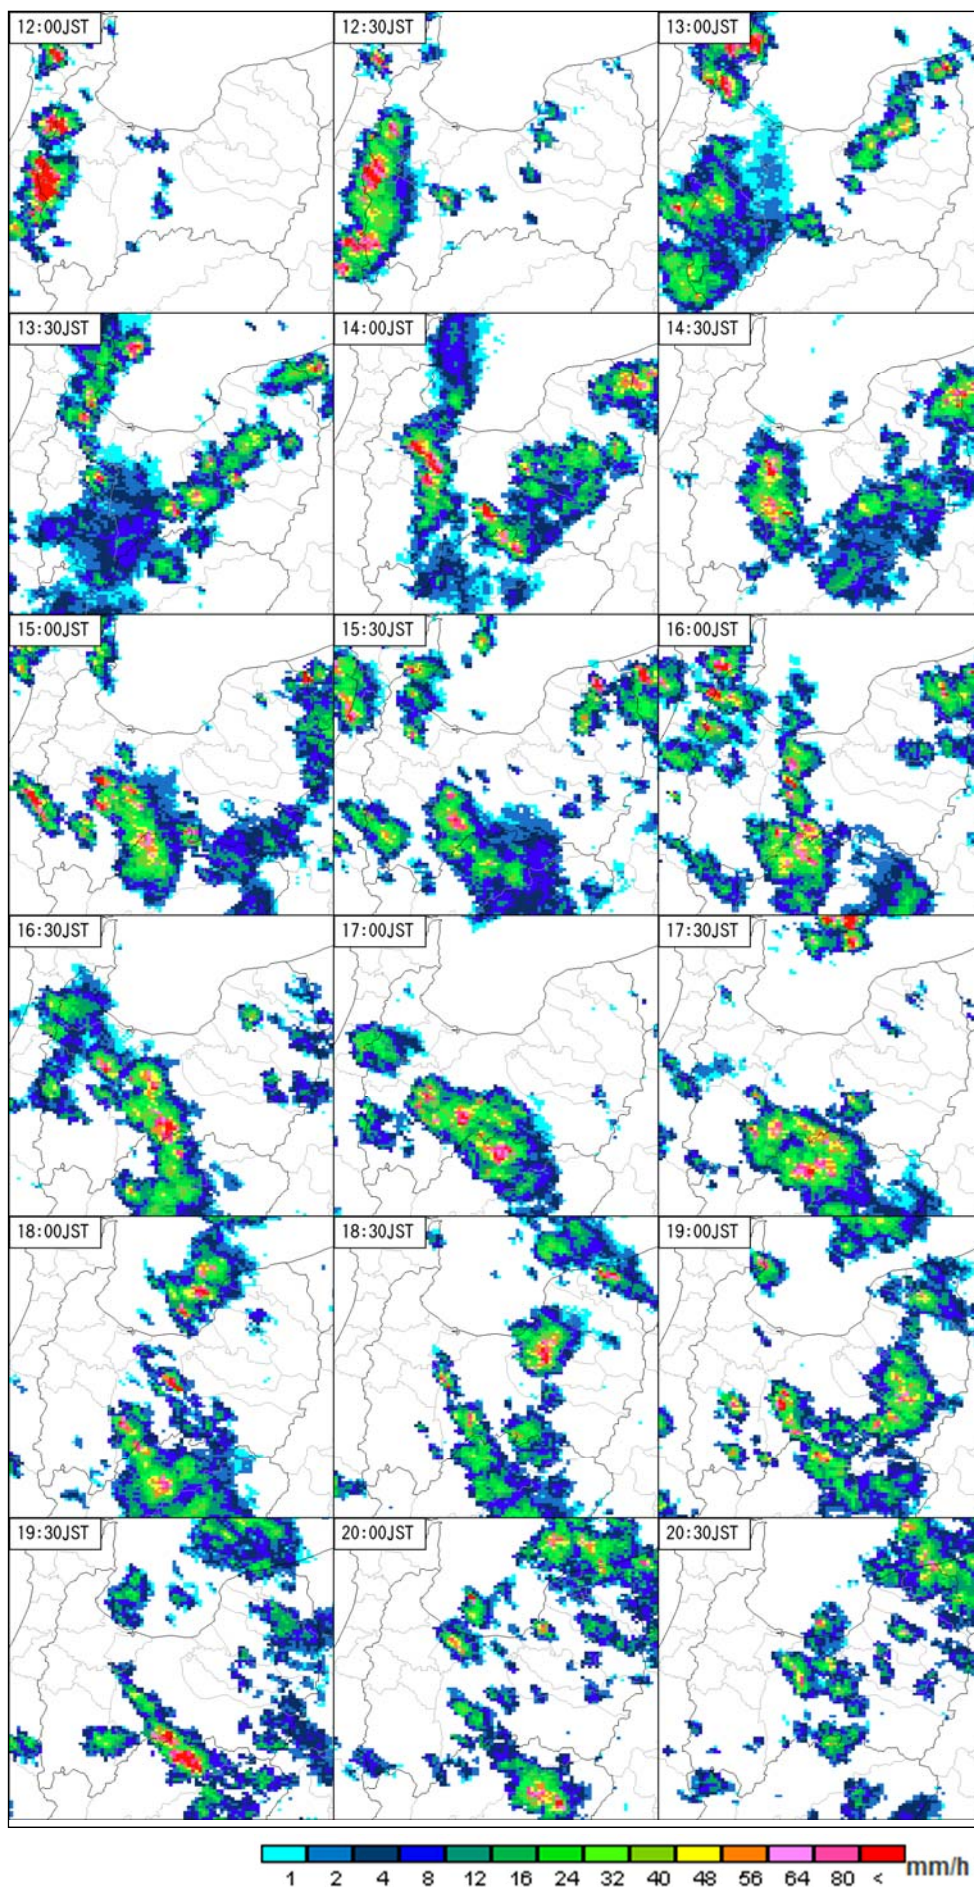 12:00JST 12:30JST 13:00JST
13:30JST 14:00JST 14:30JST
15:00JST 15:30JST 16:00JST
16:30JST 17:00JST 17:30JST
18:00JST 18:30JST 19:00JST
19:30JST 20:00JST 20:30JST
1 2 4 8 12 16 24 32 40 48 56 64 80 < mm/h